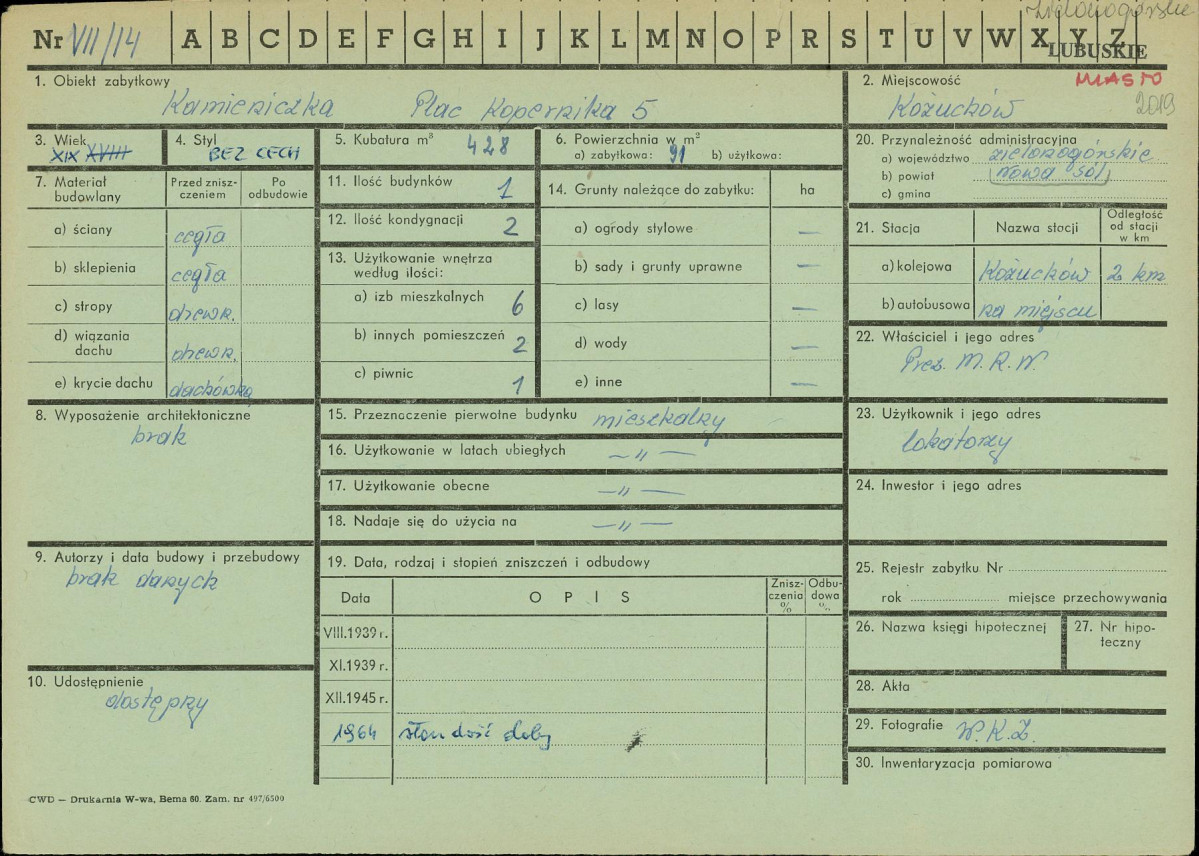 zielonogórskie
Nr VII/14 A B C D E F G H I J K L M N O P R S T U V W X Y Z
LUBUSKIE
1. Obiekt zabytkowy
Kamieniczka Plac Kopernika 5
2. Miejscowość
MIASTO
Kożuchów
2019
3. Wiek
XIX XVIII
4. Styl
BEZ CECH
5. Kubatura m³
428
6. Powierzchnia w m²
a) zabytkowa: 91 b) użytkowa:
7. Materiał budowlany
Przed zniszczeniem
Po odbudowie
a) ściany cegła
b) sklepienia cegła
c) stropy drewn.
d) wiązania dachu drewn.
e) krycie dachu dachówka
8. Wyposażenie architektoniczne
brak
9. Autorzy i data budowy i przebudowy
brak danych
10. Udostępnienie
dostępny
11. Ilość budynków 1
12. Ilość kondygnacji 2
13. Użytkowanie wnętrza
według ilości:
a) izb mieszkalnych 6
b) innych pomieszczeń 2
c) piwnic 1
14. Grunty należące do zabytku: ha
a) ogrody stylowe —
b) sady i grunty uprawne —
c) lasy —
d) wody —
e) inne —
15. Przeznaczenie pierwotne budynku mieszkalny
16. Użytkowanie w latach ubiegłych —„—
17. Użytkowanie obecne —„—
18. Nadaje się do użycia na —„—
19. Data, rodzaj i stopień zniszczeń i odbudowy
Data
OPIS
Zniszczenia %
Odbudowa %
VIII.1939 r.
XI.1939 r.
XII.1945 r.
1964 stan dość dobry
20. Przynależność administracyjna
a) województwo zielonogórskie
b) powiat (nowa sól)
c) gmina
21. Stacja
Nazwa stacji
Odległość od stacji w km
a) kolejowa Kożuchów 2 km
b) autobusowa na miejscu
22. Właściciel i jego adres
Prez. M. R. N.
23. Użytkownik i jego adres
lokatorzy
24. Inwestor i jego adres
25. Rejestr zabytku Nr
rok miejsce przechowywania
26. Nazwa księgi hipotecznej
27. Nr hipoteczny
28. Akta
29. Fotografie W. K. Z.
30. Inwentaryzacja pomiarowa
CWD — Drukarnia W-wa, Bema 60. Zam. nr 497/6500